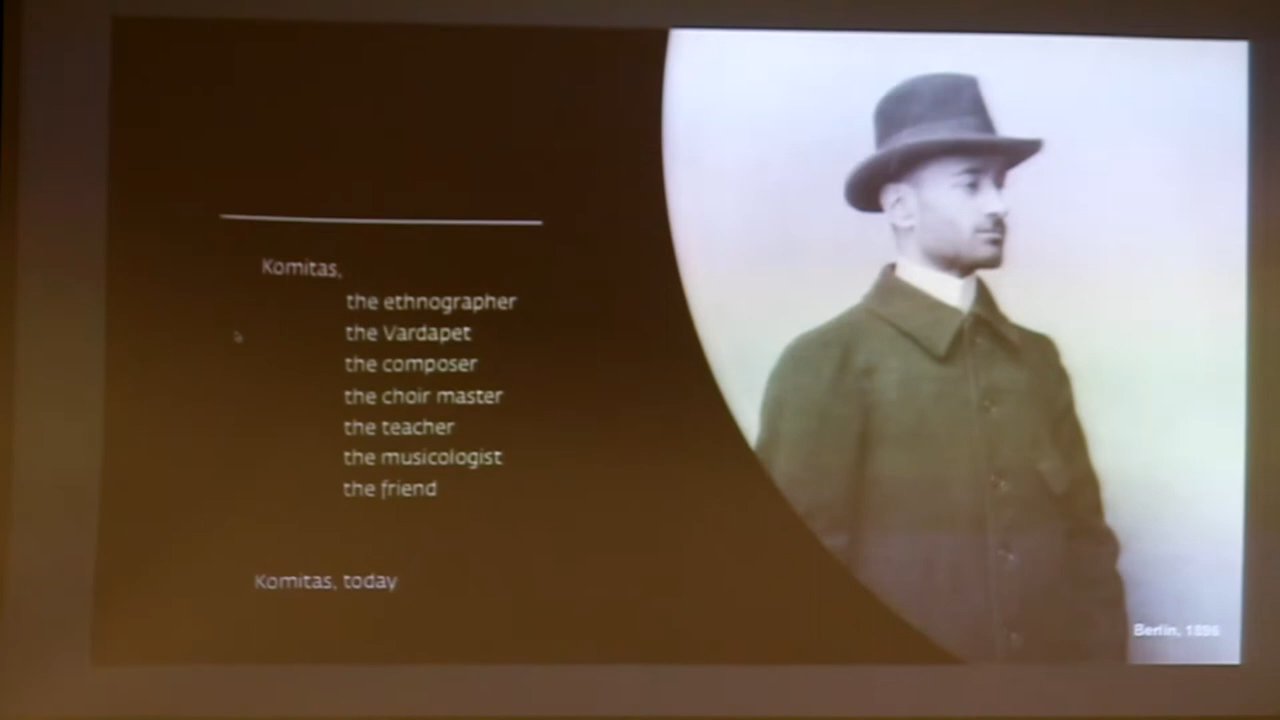 Komitas,
the ethnographer
the Vardapet
the composer
the choir master
the teacher
the musicologist
the friend
Komitas, today
Berlin, 1896